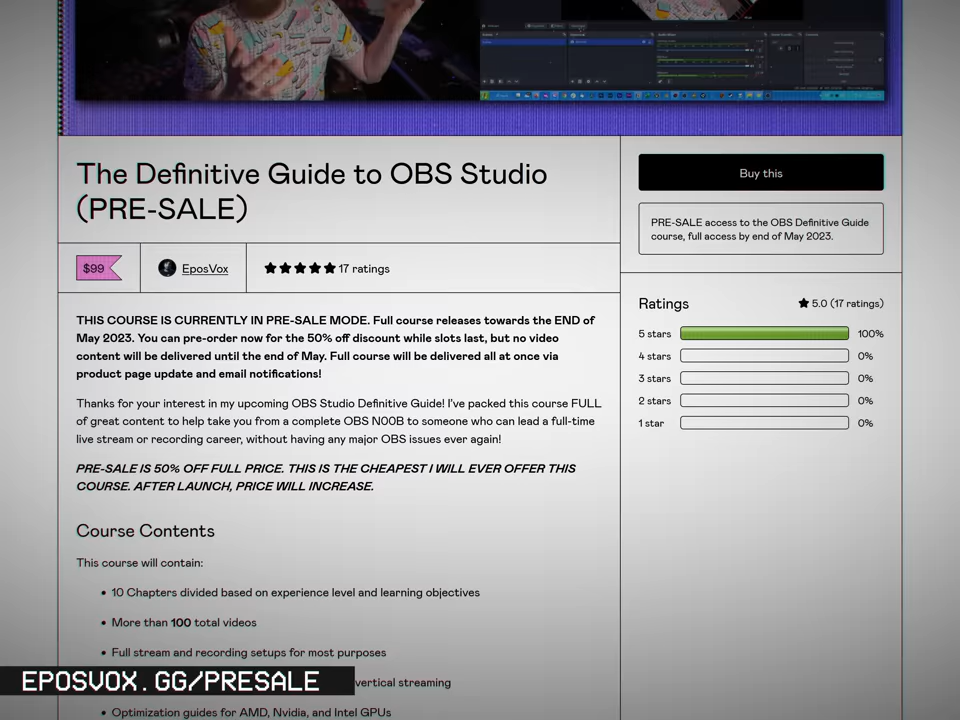 The Definitive Guide to OBS Studio
(PRE-SALE)
$99
EposVox
17 ratings
THIS COURSE IS CURRENTLY IN PRE-SALE MODE. Full course releases towards the END of
May 2023. You can pre-order now for the 50% off discount while slots last, but no video
content will be delivered until the end of May. Full course will be delivered all at once via
product page update and email notifications!
Thanks for your interest in my upcoming OBS Studio Definitive Guide! I've packed this course FULL
of great content to help take you from a complete OBS N00B to someone who can lead a full-time
live stream or recording career, without having any major OBS issues ever again!
PRE-SALE IS 50% OFF FULL PRICE. THIS IS THE CHEAPEST I WILL EVER OFFER THIS
COURSE. AFTER LAUNCH, PRICE WILL INCREASE.
Course Contents
This course will contain:
• 10 Chapters divided based on experience level and learning objectives
• More than 100 total videos
• Full stream and recording setups for most purposes
vertical streaming
• Optimization guides for AMD, Nvidia, and Intel GPUs
Buy this
PRE-SALE access to the OBS Definitive Guide
course, full access by end of May 2023.
Ratings
5.0 (17 ratings)
5 stars 100%
4 stars 0%
3 stars 0%
2 stars 0%
1 star 0%
EPOSVOX.GG/PRESALE